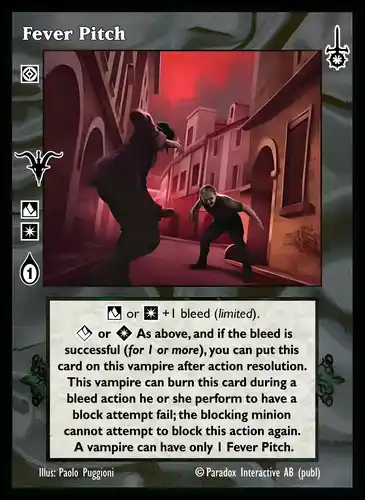 Fever Pitch
1
or +1 bleed (limited).
or As above, and if the bleed is
successful (for 1 or more), you can put this
card on this vampire after action resolution.
This vampire can burn this card during a
bleed action he or she perform to have a
block attempt fail; the blocking minion
cannot attempt to block this action again.
A vampire can have only 1 Fever Pitch.
Illus: Paolo Puggioni © Paradox Interactive AB (publ)